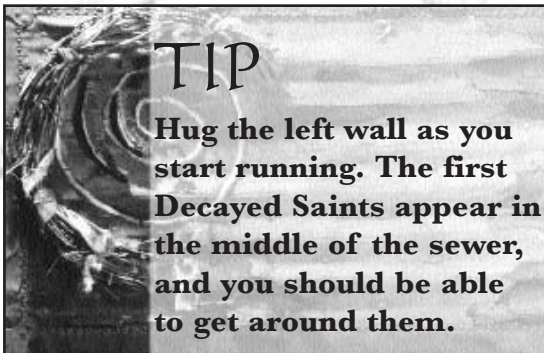 TIP
Hug the left wall as you
start running. The first
Decayed Saints appear in
the middle of the sewer,
and you should be able
to get around them.